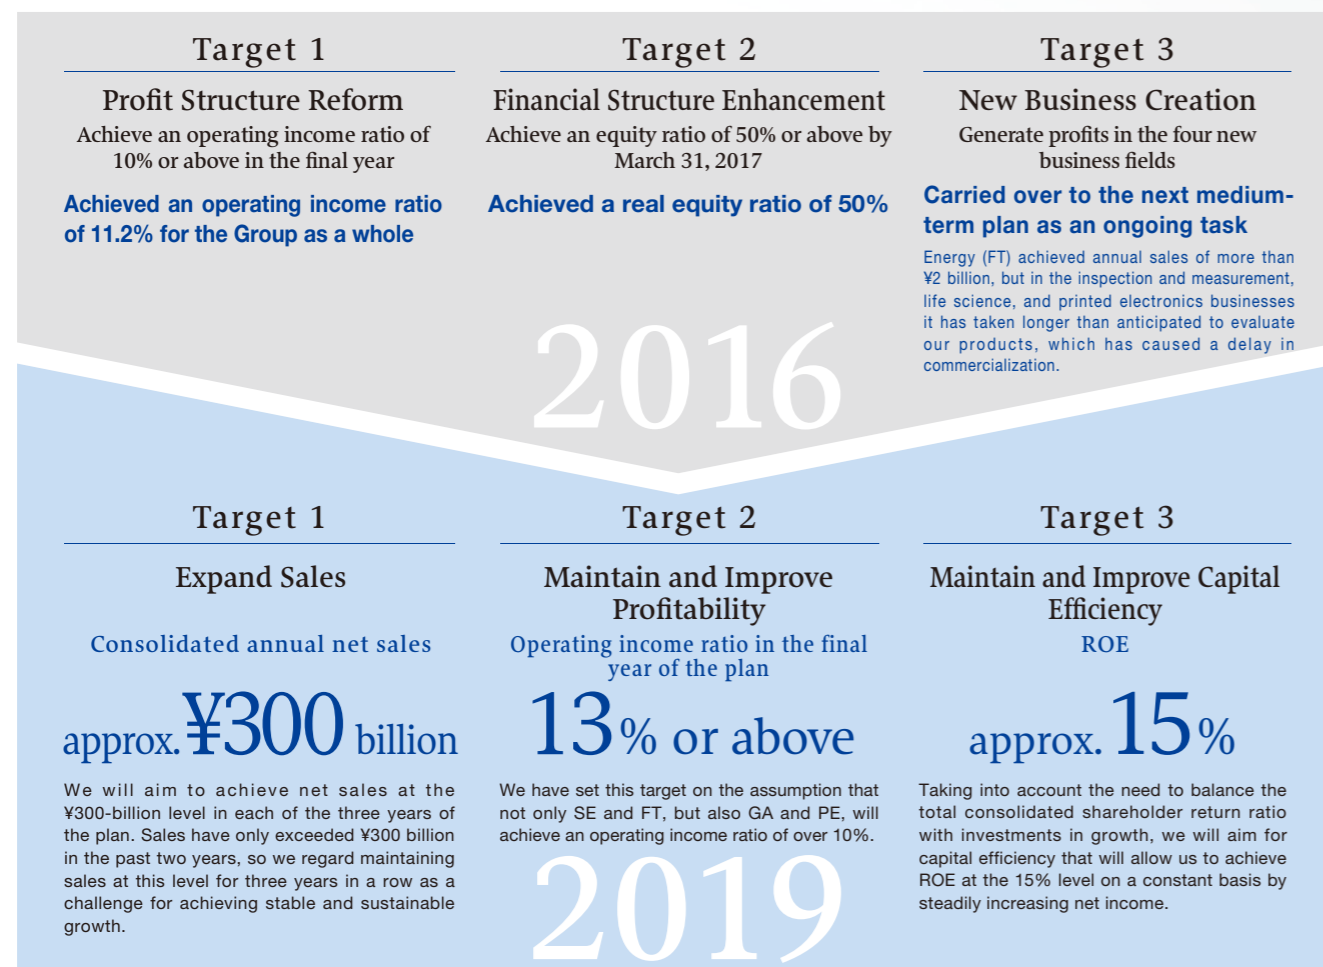 Target 1
Profit Structure Reform
Achieve an operating income ratio of
10% or above in the final year
Achieved an operating income ratio
of 11.2% for the Group as a whole
Target 2
Financial Structure Enhancement
Achieve an equity ratio of 50% or above by
March 31, 2017
Achieved a real equity ratio of 50%
Target 3
New Business Creation
Generate profits in the four new
business fields
Carried over to the next medium-
term plan as an ongoing task
Energy (FT) achieved annual sales of more than
¥2 billion, but in the inspection and measurement,
life science, and printed electronics businesses
it has taken longer than anticipated to evaluate
our products, which has caused a delay in
commercialization.
2016
Target 1
Expand Sales
Consolidated annual net sales
approx. ¥300 billion
We will aim to achieve net sales at the
¥300-billion level in each of the three years of
the plan. Sales have only exceeded ¥300 billion
in the past two years, so we regard maintaining
sales at this level for three years in a row as a
challenge for achieving stable and sustainable
growth.
Target 2
Maintain and Improve
Profitability
Operating income ratio in the final
year of the plan
13% or above
We have set this target on the assumption that
not only SE and FT, but also GA and PE, will
achieve an operating income ratio of over 10%.
Target 3
Maintain and Improve Capital
Efficiency
ROE
approx. 15%
Taking into account the need to balance the
total consolidated shareholder return ratio
with investments in growth, we will aim for
capital efficiency that will allow us to achieve
ROE at the 15% level on a constant basis by
steadily increasing net income.
2019